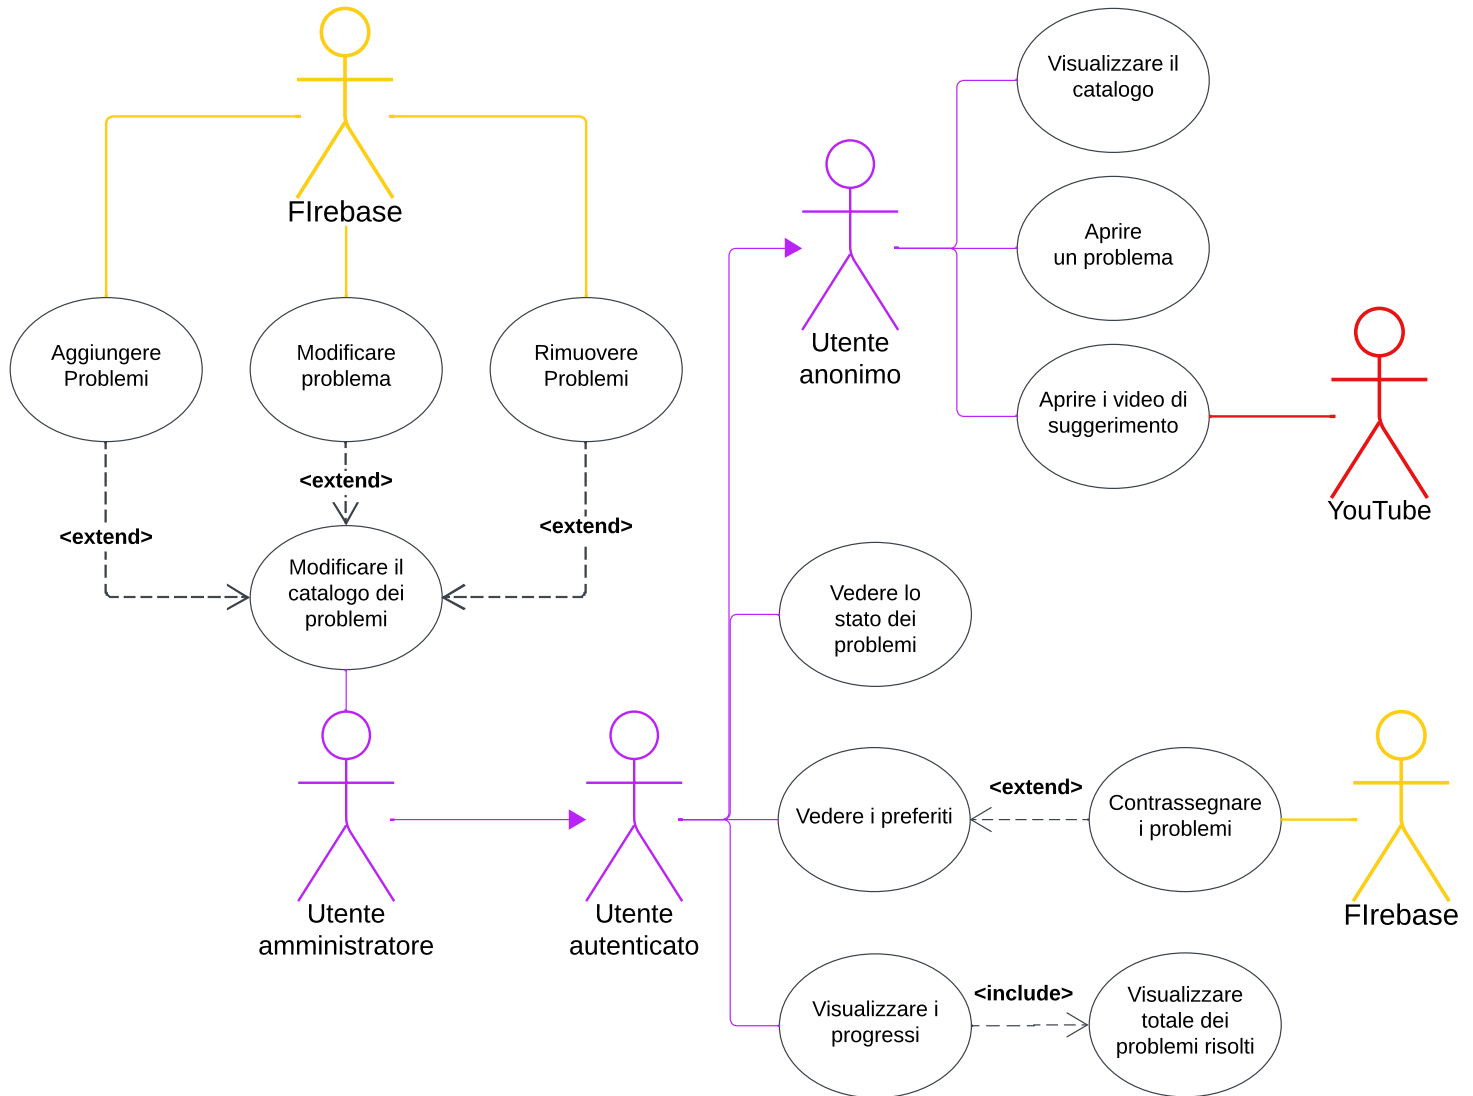 Visualizzare il
catalogo
FIrebase
Aprire
un problema
Utente
anonimo
Aggiungere
Problemi
Modificare
problema
Rimuovere
Problemi
Aprire i video di
suggerimento
YouTube
<extend>
<extend>
<extend>
Modificare il
catalogo dei
problemi
Vedere lo
stato dei
problemi
Vedere i preferiti
<extend>
Contrassegnare
i problemi
FIrebase
Utente
amministratore
Utente
autenticato
Visualizzare i
progressi
<include>
Visualizzare
totale dei
problemi risolti